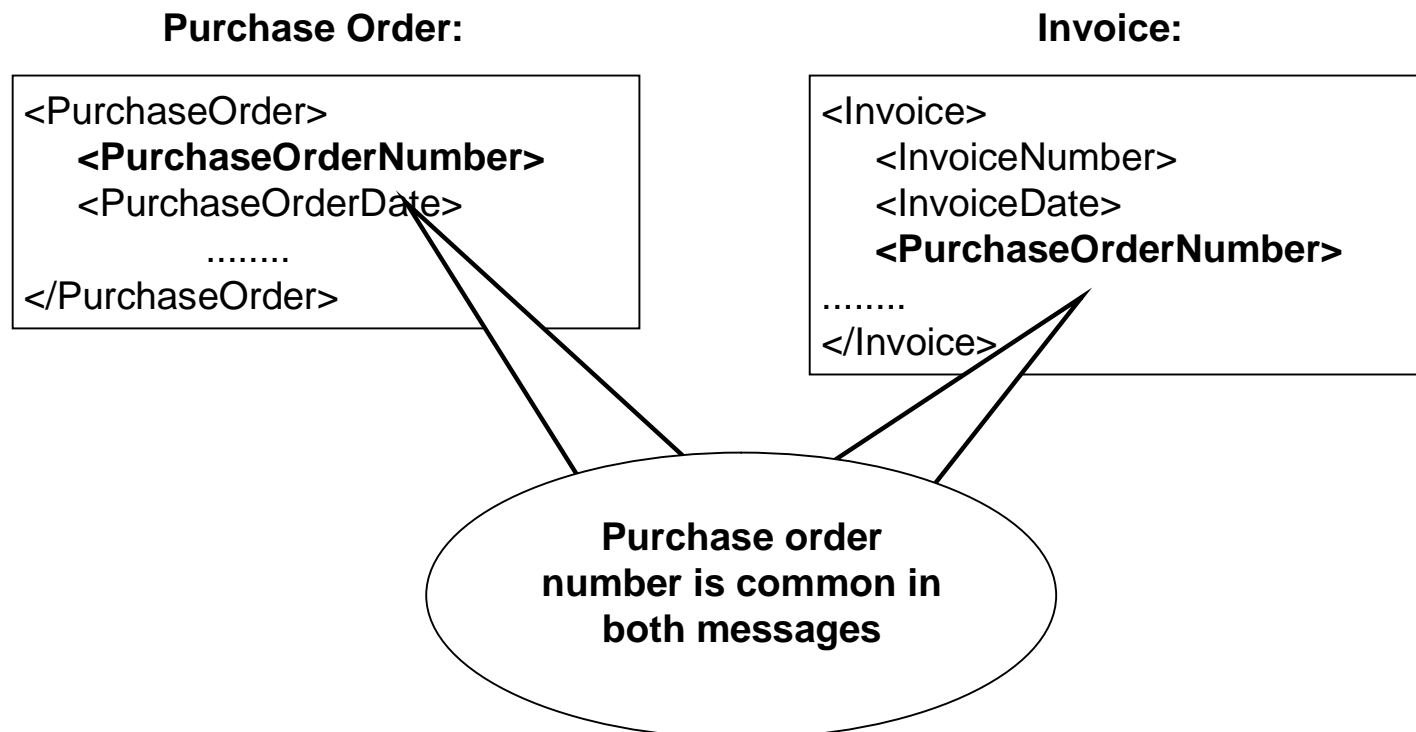 Purchase Order:
<PurchaseOrder>
<PurchaseOrderNumber>
<PurchaseOrderDate>
........
</PurchaseOrder>
Invoice:
<Invoice>
<InvoiceNumber>
<InvoiceDate>
<PurchaseOrderNumber>
........
</Invoice>
Purchase order
number is common in
both messages